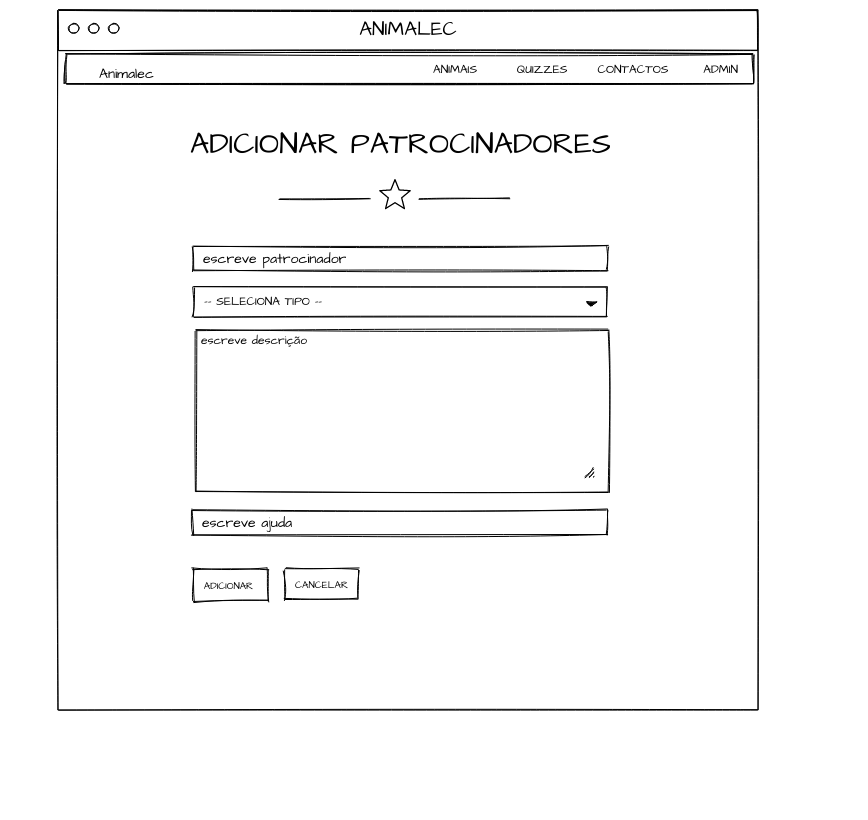 ANIMALEC
Animalec ANIMAIS QUIZZES CONTACTOS ADMIN
ADICIONAR PATROCINADORES
escreve patrocinador
-- SELECIONA TIPO --
escreve descrição
escreve ajuda
ADICIONAR CANCELAR